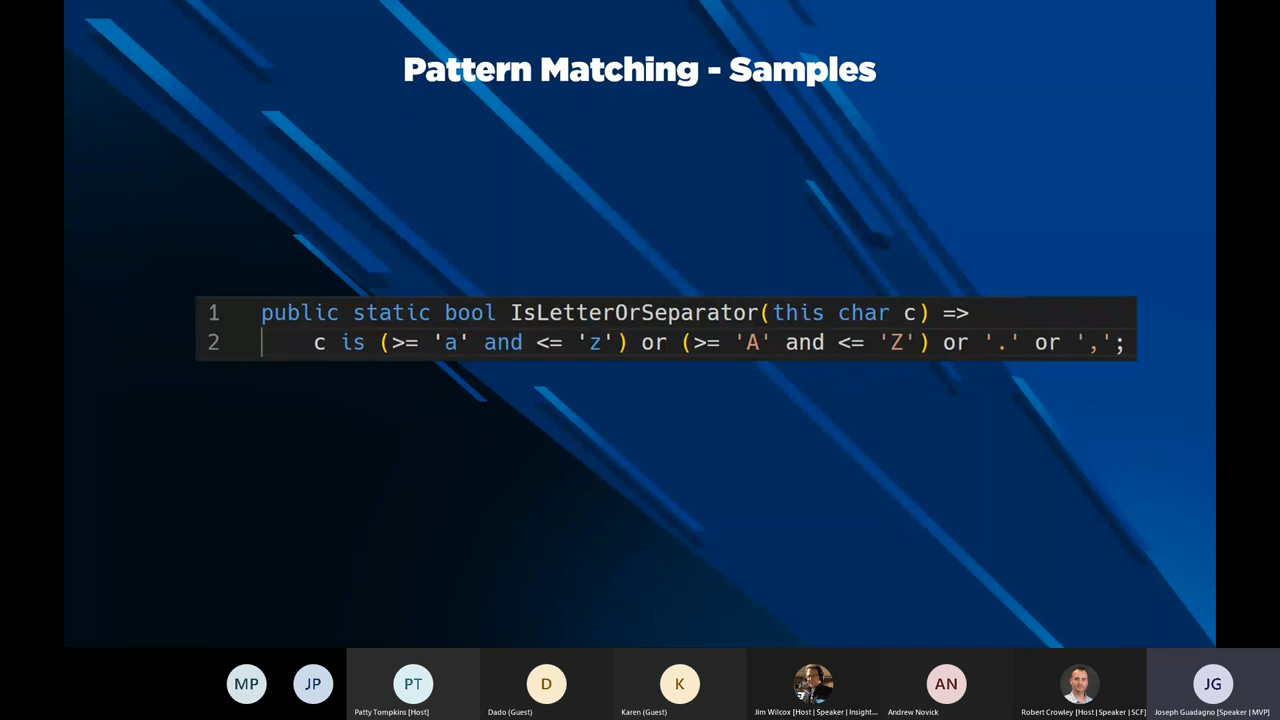 Pattern Matching - Samples
1 public static bool IsLetterOrSeparator(this char c) =>
2 c is (>= 'a' and <= 'z') or (>= 'A' and <= 'Z') or '.' or ',';
MP
JP
PT
D
K
AN
JG
Patty Tompkins [Host]
Dado (Guest)
Karen (Guest)
Jim Wilcox [Host | Speaker | Insight...
Andrew Novick
Robert Crowley [Host | Speaker | SCF]
Joseph Guadagno [Speaker | MVP]